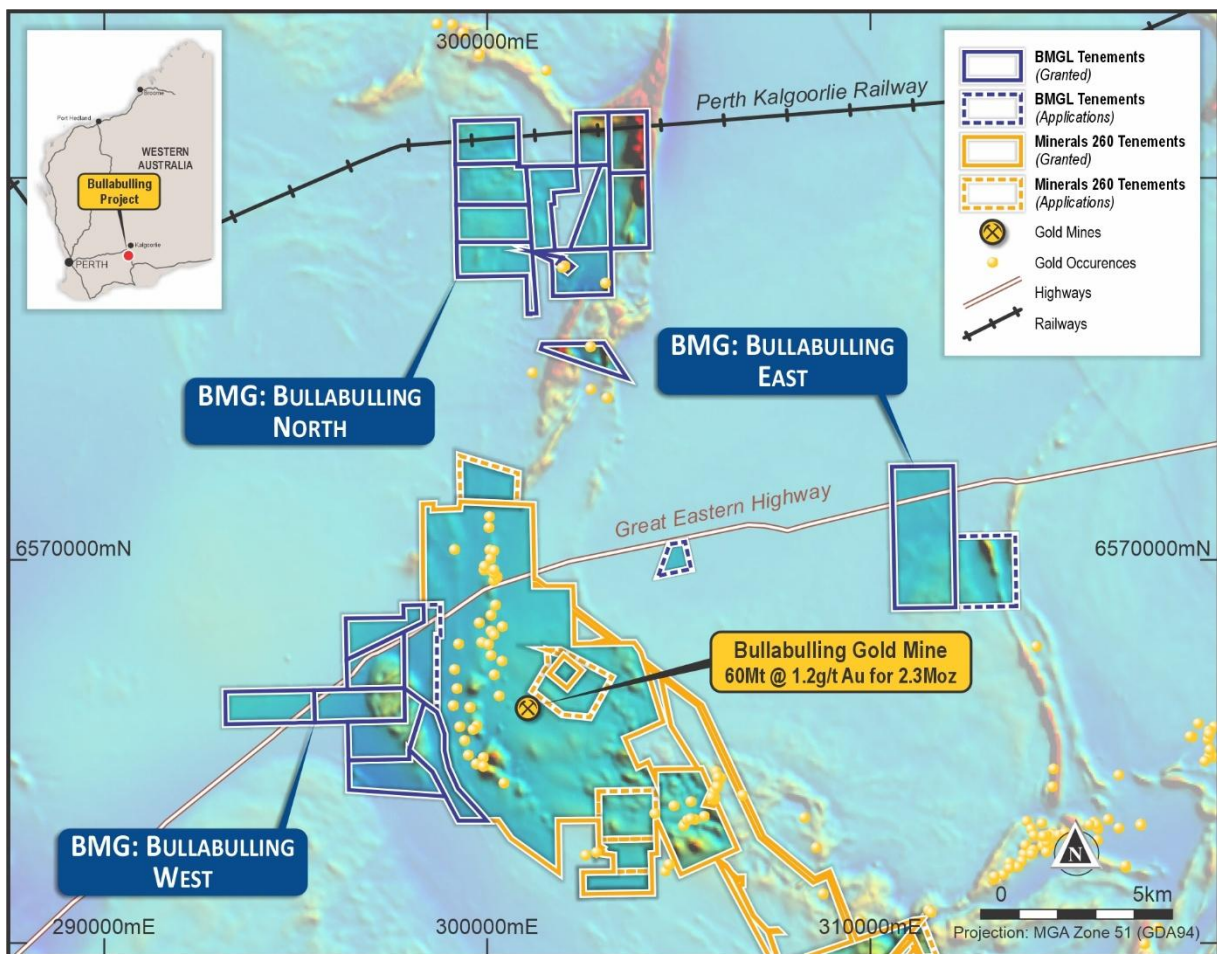 300000mE
Perth Kalgoorlie Railway
Broome
Port Hedland
WESTERN
AUSTRALIA
Bullabulling
Project
Kalgoorlie
PERTH
BMGL Tenements
(Granted)
BMGL Tenements
(Applications)
Minerals 260 Tenements
(Granted)
Minerals 260 Tenements
(Applications)
Gold Mines
Gold Occurences
Highways
Railways
BMG: BULLABULLING
NORTH
BMG: BULLABULLING
EAST
Great Eastern Highway
6570000mN
6570000mN
Bullabulling Gold Mine
60Mt @ 1.2g/t Au for 2.3Moz
BMG: BULLABULLING
WEST
N
0 5km
Projection: MGA Zone 51 (GDA94)
290000mE
300000mE
310000mE